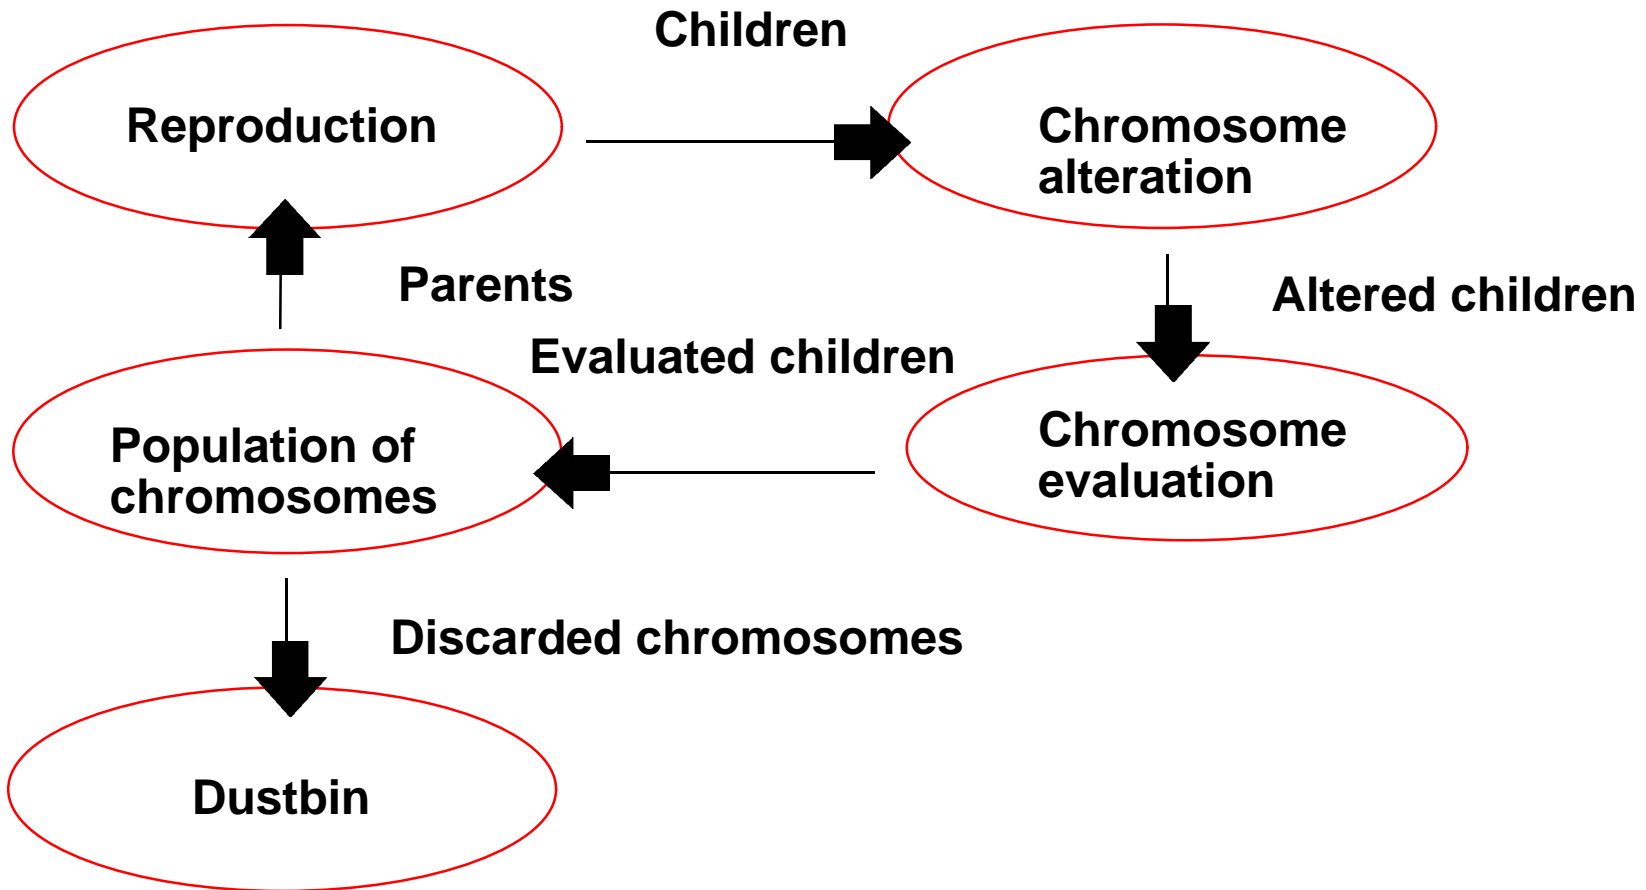 Children
Reproduction
Chromosome
alteration
Parents
Altered children
Evaluated children
Population of
chromosomes
Chromosome
evaluation
Discarded chromosomes
Dustbin